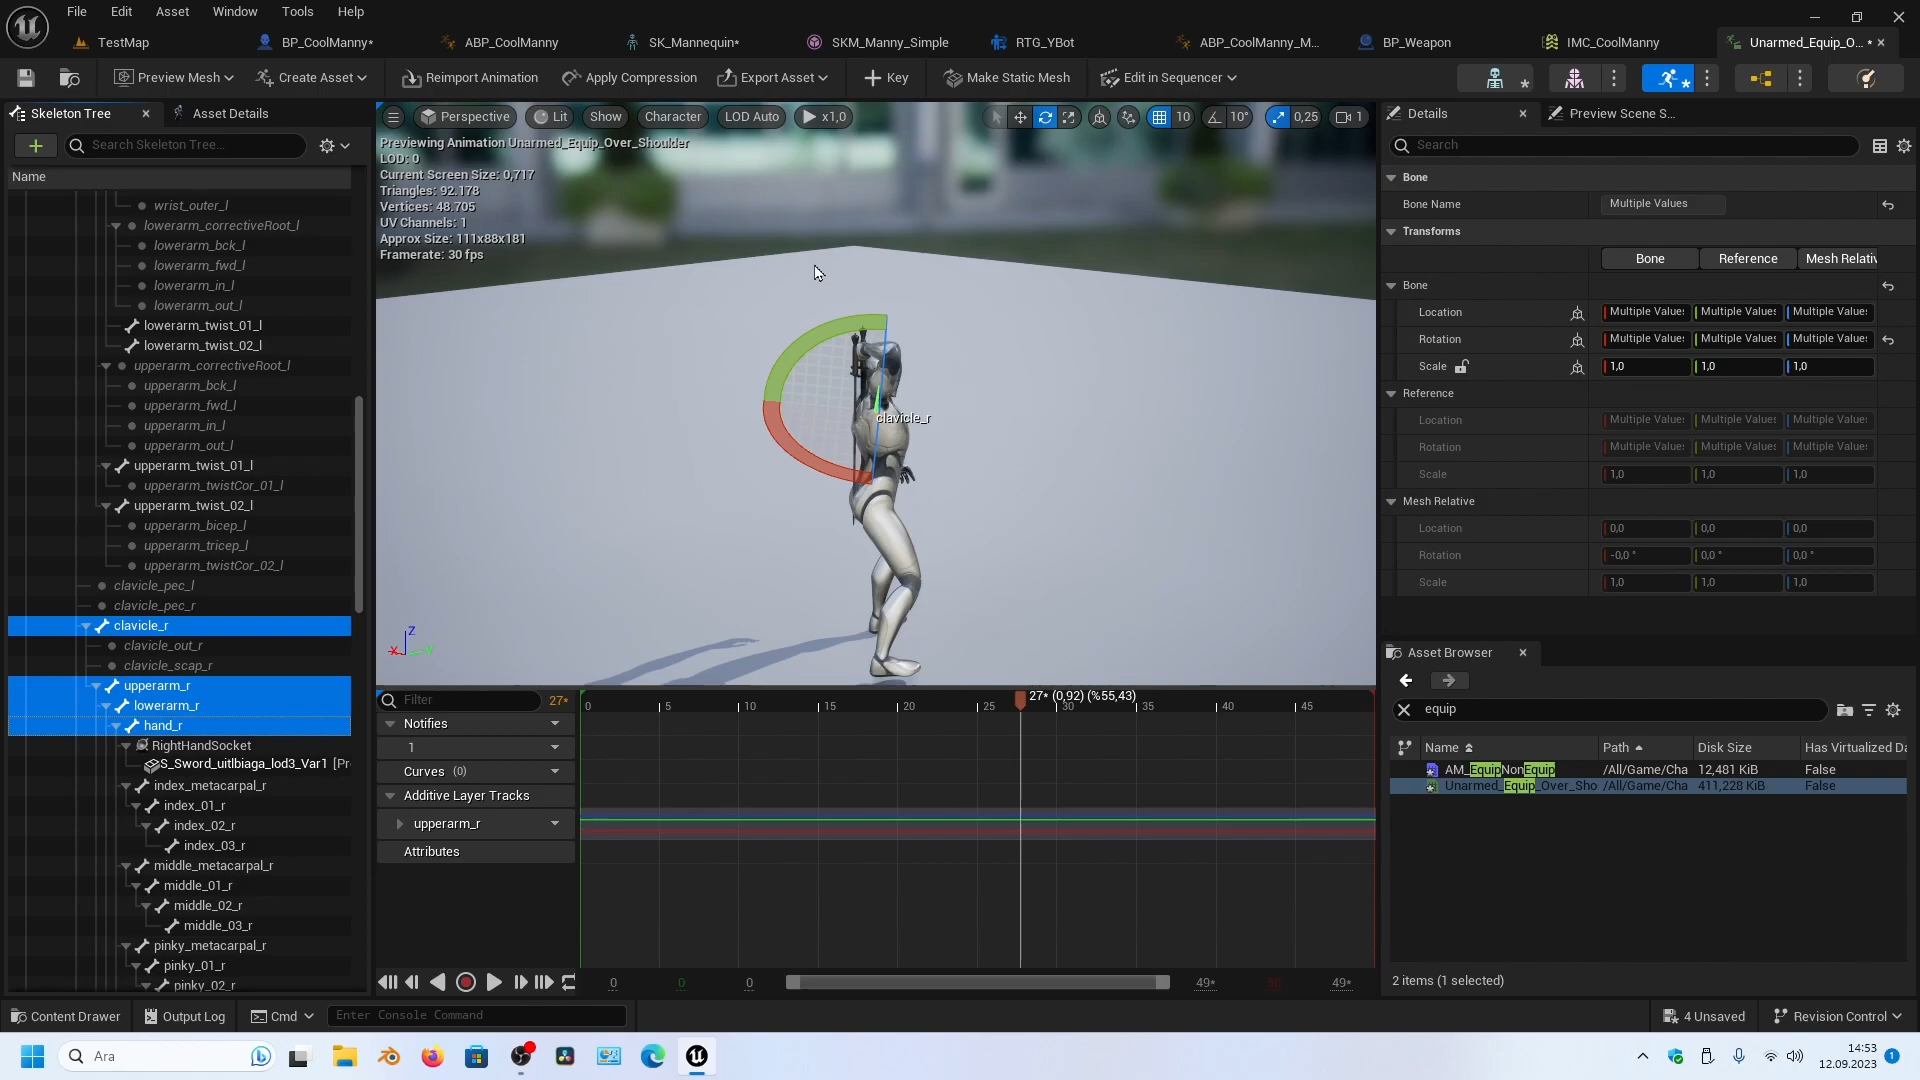 File Edit Asset Window Tools Help
TestMap BP_CoolManny* ABP_CoolManny SK_Mannequin* SKM_Manny_Simple RTG_YBot ABP_CoolManny_M... BP_Weapon IMC_CoolManny Unarmed_Equip_O... *
Preview Mesh Create Asset Reimport Animation Apply Compression Export Asset Key Make Static Mesh Edit in Sequencer
Skeleton Tree Asset Details
Search Skeleton Tree...
Name
wrist_outer_l
lowerarm_correctiveRoot_l
lowerarm_bck_l
lowerarm_fwd_l
lowerarm_in_l
lowerarm_out_l
lowerarm_twist_01_l
lowerarm_twist_02_l
upperarm_correctiveRoot_l
upperarm_bck_l
upperarm_fwd_l
upperarm_in_l
upperarm_out_l
upperarm_twist_01_l
upperarm_twistCor_01_l
upperarm_twist_02_l
upperarm_bicep_l
upperarm_tricep_l
upperarm_twistCor_02_l
clavicle_pec_l
clavicle_pec_r
clavicle_r
clavicle_out_r
clavicle_scap_r
upperarm_r
lowerarm_r
hand_r
RightHandSocket
S_Sword_uitlbiaga_lod3_Var1 [Pr
index_metacarpal_r
index_01_r
index_02_r
index_03_r
middle_metacarpal_r
middle_01_r
middle_02_r
middle_03_r
pinky_metacarpal_r
pinky_01_r
pinky_02_r
Perspective Lit Show Character LOD Auto x1,0 10 10° 0,25 1
Previewing Animation Unarmed_Equip_Over_Shoulder
LOD: 0
Current Screen Size: 0,717
Triangles: 92.178
Vertices: 48.705
UV Channels: 1
Approx Size: 111x88x181
Framerate: 30 fps
clavicle_r
Z
X
Y
Filter 27*
27* (0,92) (%55,43)
0 5 10 15 20 25 30 35 40 45
Notifies
1
Curves (0)
Additive Layer Tracks
upperarm_r
Attributes
0 0 0 49* 49*
Details Preview Scene S...
Search
Bone
Bone Name Multiple Values
Transforms
Bone Reference Mesh Relativ
Bone
Location Multiple Value: Multiple Value: Multiple Value:
Rotation Multiple Value: Multiple Value: Multiple Value:
Scale 1,0 1,0 1,0
Reference
Location Multiple Value: Multiple Value: Multiple Value:
Rotation Multiple Value: Multiple Value: Multiple Value:
Scale 1,0 1,0 1,0
Mesh Relative
Location 0,0 0,0 0,0
Rotation -0,0 ° 0,0 ° 0,0 °
Scale 1,0 1,0 1,0
Asset Browser
equip
Name Path Disk Size Has Virtualized Da
AM_EquipNonEquip /All/Game/Cha 12,481 KiB False
Unarmed_Equip_Over_Sho /All/Game/Cha 411,228 KiB False
2 items (1 selected)
Content Drawer Output Log Cmd Enter Console Command 4 Unsaved Revision Control
Ara
14:53
12.09.2023
1